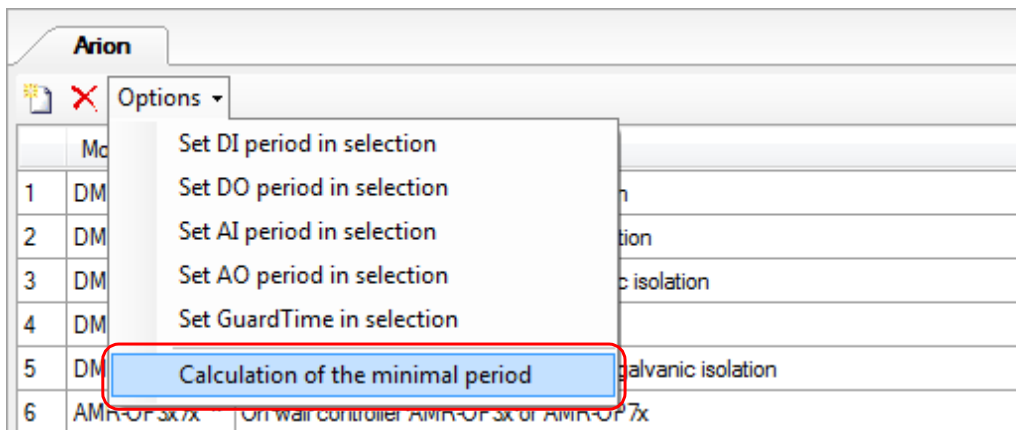 Arion
Options
Mo
Set DI period in selection
1 DM
Set DO period in selection
2 DM tion
Set AI period in selection
3 DM c isolation
Set AO period in selection
4 DM
Set GuardTime in selection
5 DM galvanic isolation
Calculation of the minimal period
6 AMR-OP3x7x On wall controller AMR-OP3x or AMR-OP7x